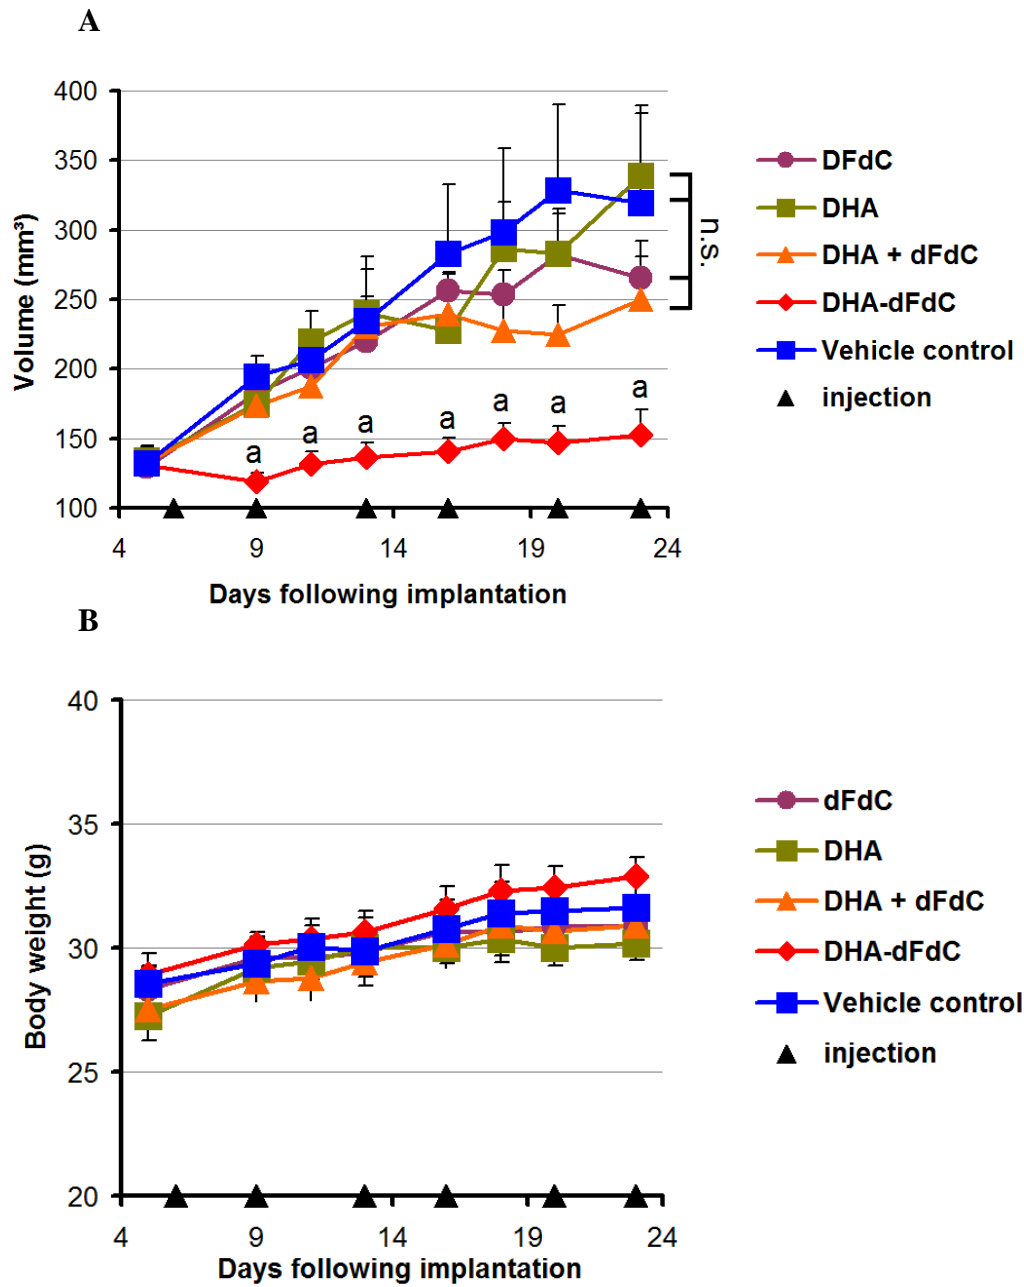 A
400
350
300
250
200
150
100
Volume (mm³)
n.s.
a a a a a a a
4 9 14 19 24
Days following implantation
DFdC
DHA
DHA + dFdC
DHA-dFdC
Vehicle control
injection
B
40
35
30
25
20
Body weight (g)
4 9 14 19 24
Days following implantation
dFdC
DHA
DHA + dFdC
DHA-dFdC
Vehicle control
injection